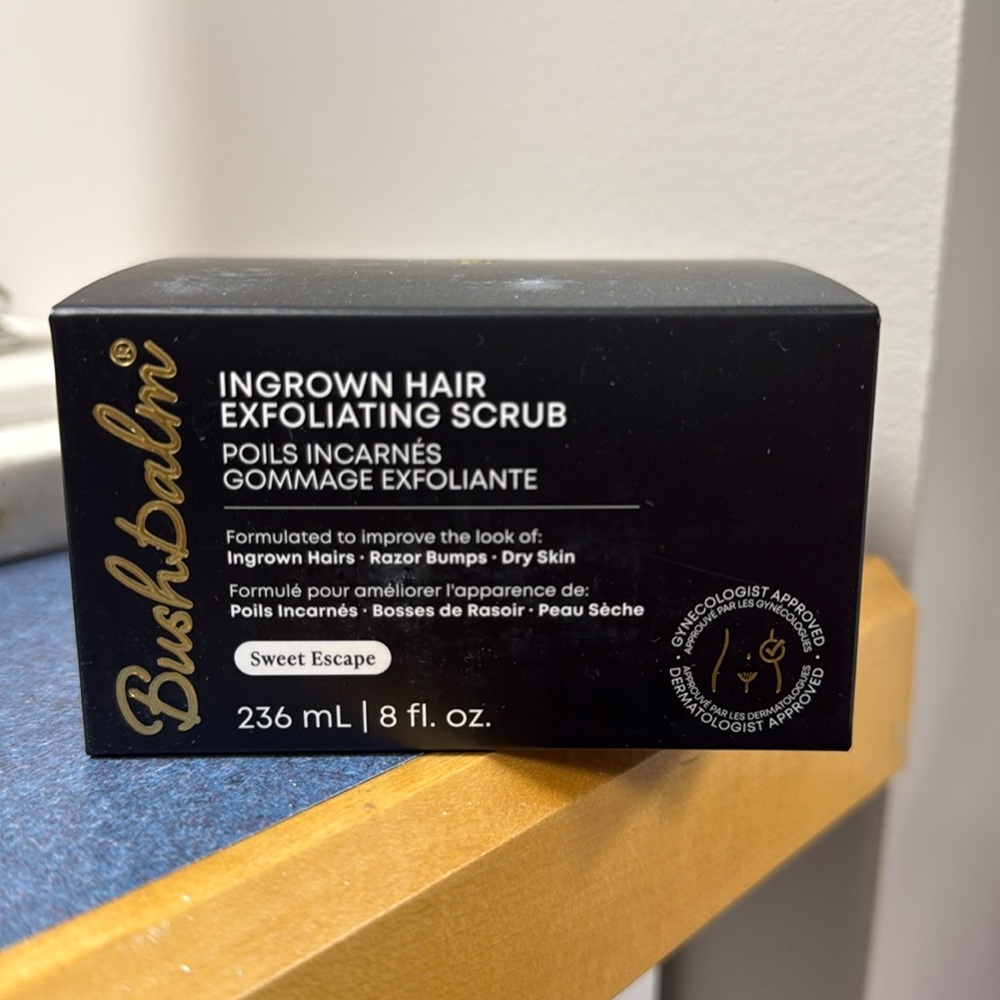 Bushbalm®
INGROWN HAIR
EXFOLIATING SCRUB
POILS INCARNÉS
GOMMAGE EXFOLIANTE
Formulated to improve the look of:
Ingrown Hairs · Razor Bumps · Dry Skin
Formulé pour améliorer l'apparence de:
Poils Incarnés · Bosses de Rasoir · Peau Sèche
Sweet Escape
236 mL | 8 fl. oz.
GYNECOLOGIST APPROVED
APPROUVÉ PAR LES GYNÉCOLOGUES
APPROUVÉ PAR LES DERMATOLOGUES
DERMATOLOGIST APPROVED